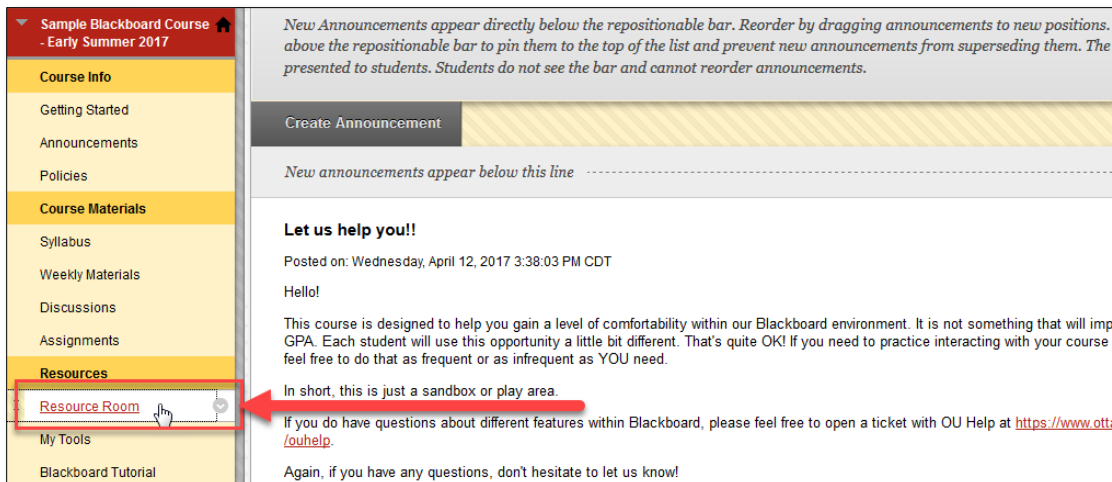 Sample Blackboard Course
- Early Summer 2017
Course Info
Getting Started
Announcements
Policies
Course Materials
Syllabus
Weekly Materials
Discussions
Assignments
Resources
Resource Room
My Tools
Blackboard Tutorial
New Announcements appear directly below the repositionable bar. Reorder by dragging announcements to new positions.
above the repositionable bar to pin them to the top of the list and prevent new announcements from superseding them. The
presented to students. Students do not see the bar and cannot reorder announcements.
Create Announcement
New announcements appear below this line
Let us help you!!
Posted on: Wednesday, April 12, 2017 3:38:03 PM CDT
Hello!
This course is designed to help you gain a level of comfortability within our Blackboard environment. It is not something that will imp
GPA. Each student will use this opportunity a little bit different. That's quite OK! If you need to practice interacting with your course
feel free to do that as frequent or as infrequent as YOU need.
In short, this is just a sandbox or play area.
If you do have questions about different features within Blackboard, please feel free to open a ticket with OU Help at https://www.otta
/ouhelp.
Again, if you have any questions, don't hesitate to let us know!